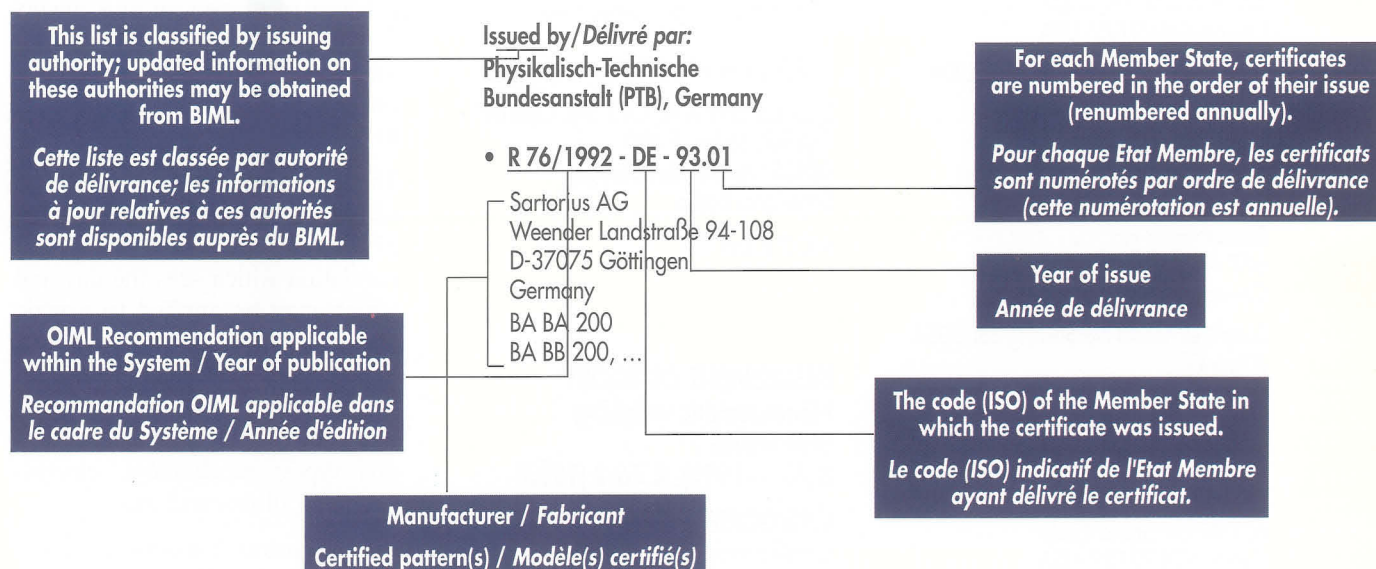 This list is classified by issuing
authority; updated information on
these authorities may be obtained
from BIML.
Cette liste est classée par autorité
de délivrance; les informations
à jour relatives à ces autorités
sont disponibles auprès du BIML.
Issued by/Délivré par:
Physikalisch-Technische
Bundesanstalt (PTB), Germany
• R 76/1992 - DE - 93.01
Sartorius AG
Weender Landstraße 94-108
D-37075 Göttingen
Germany
BA BA 200
BA BB 200, ...
For each Member State, certificates
are numbered in the order of their issue
(renumbered annually).
Pour chaque Etat Membre, les certificats
sont numérotés par ordre de délivrance
(cette numérotation est annuelle).
Year of issue
Année de délivrance
OIML Recommendation applicable
within the System / Year of publication
Recommandation OIML applicable dans
le cadre du Système / Année d'édition
The code (ISO) of the Member State in
which the certificate was issued.
Le code (ISO) indicatif de l'Etat Membre
ayant délivré le certificat.
Manufacturer / Fabricant
Certified pattern(s) / Modèle(s) certifié(s)